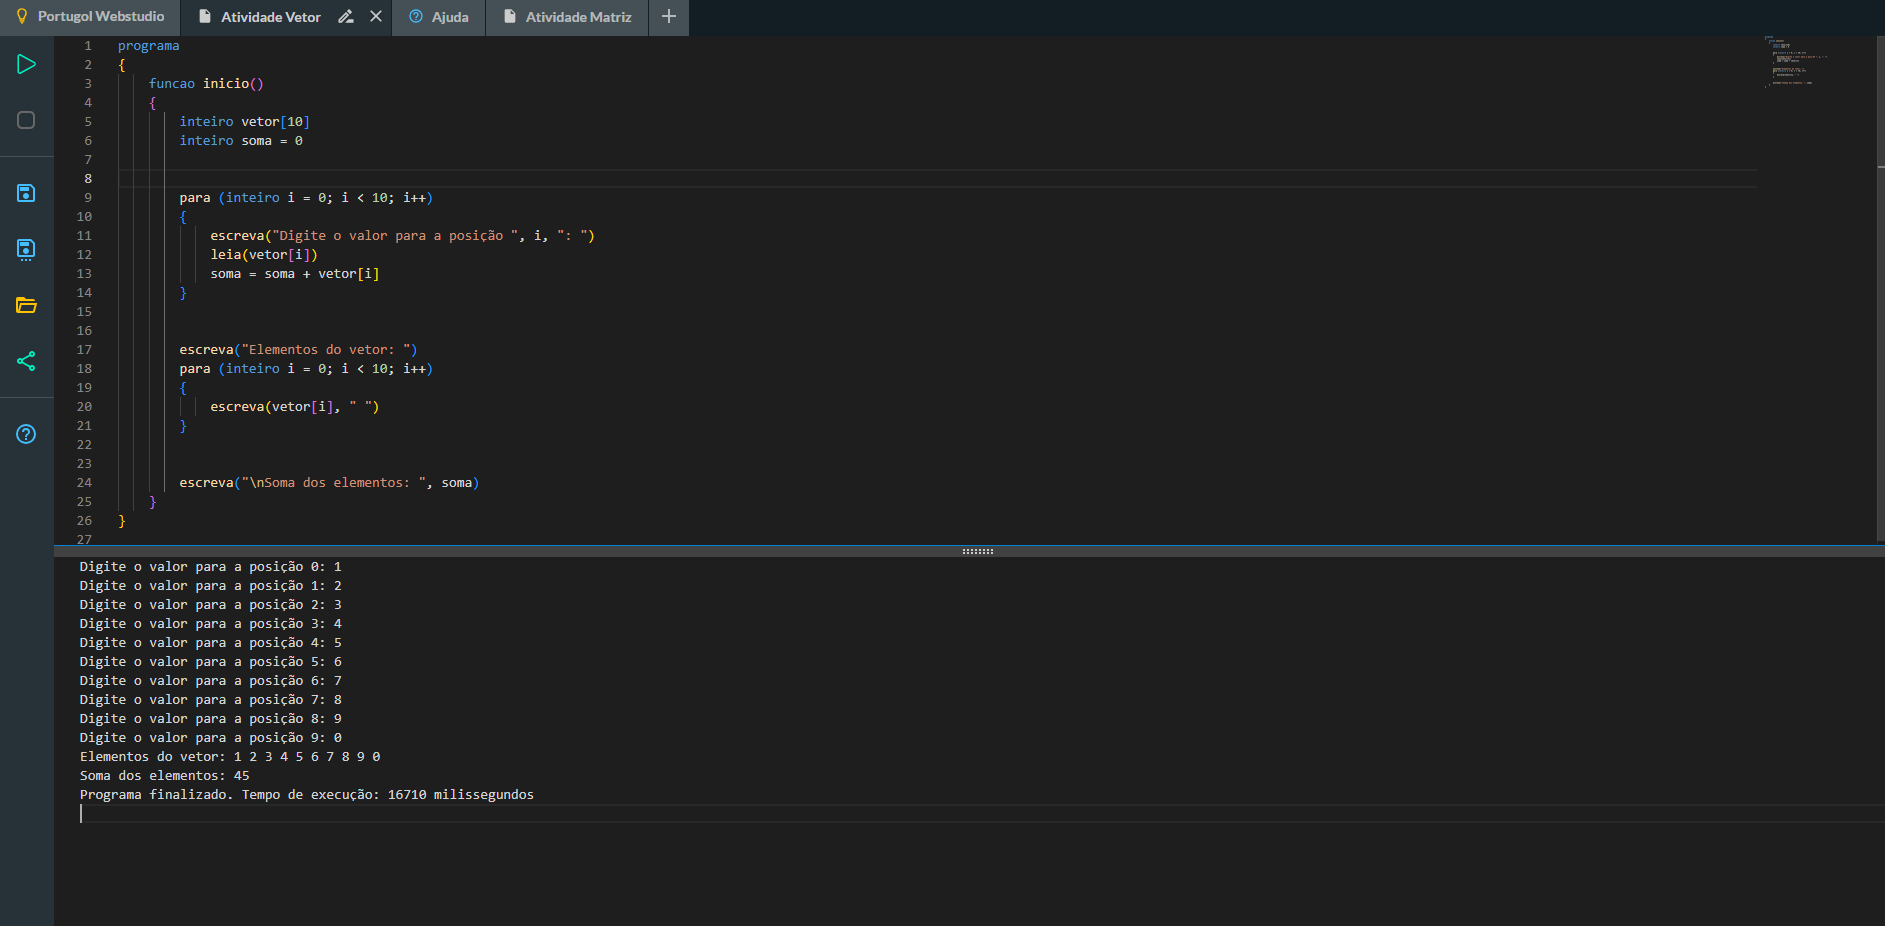 Portugol Webstudio Atividade Vetor Ajuda Atividade Matriz
1 programa
2 {
3 funcao inicio()
4 {
5 inteiro vetor[10]
6 inteiro soma = 0
7
8
9 para (inteiro i = 0; i < 10; i++)
10 {
11 escreva("Digite o valor para a posição ", i, ": ")
12 leia(vetor[i])
13 soma = soma + vetor[i]
14 }
15
16
17 escreva("Elementos do vetor: ")
18 para (inteiro i = 0; i < 10; i++)
19 {
20 escreva(vetor[i], " ")
21 }
22
23
24 escreva("\nSoma dos elementos: ", soma)
25 }
26 }
27
Digite o valor para a posição 0: 1
Digite o valor para a posição 1: 2
Digite o valor para a posição 2: 3
Digite o valor para a posição 3: 4
Digite o valor para a posição 4: 5
Digite o valor para a posição 5: 6
Digite o valor para a posição 6: 7
Digite o valor para a posição 7: 8
Digite o valor para a posição 8: 9
Digite o valor para a posição 9: 0
Elementos do vetor: 1 2 3 4 5 6 7 8 9 0
Soma dos elementos: 45
Programa finalizado. Tempo de execução: 16710 milissegundos